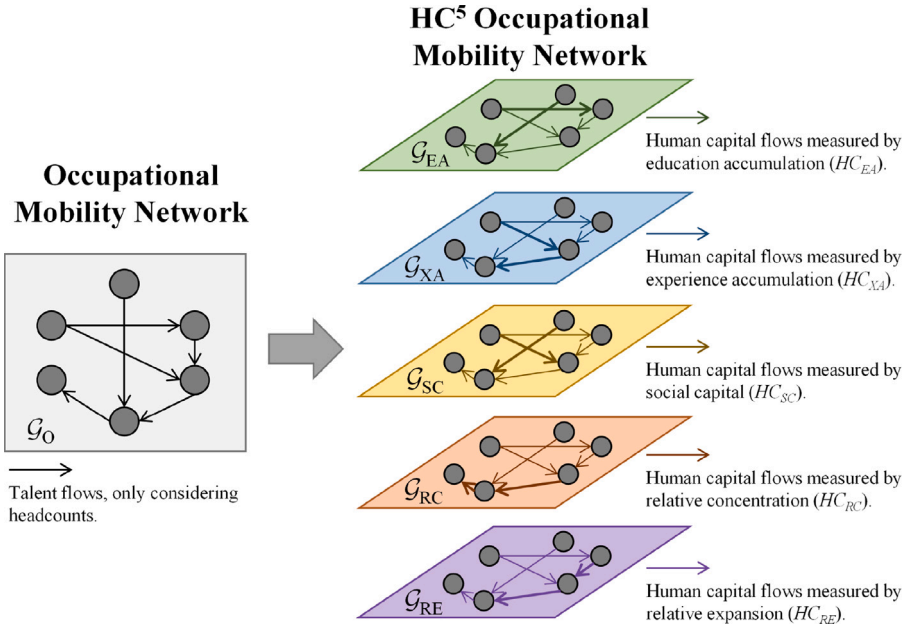 HC⁵ Occupational
Mobility Network
Occupational
Mobility Network
𝒢O
Talent flows, only considering
headcounts.
𝒢EA
Human capital flows measured by
education accumulation (HCEA).
𝒢XA
Human capital flows measured by
experience accumulation (HCXA).
𝒢SC
Human capital flows measured by
social capital (HCSC).
𝒢RC
Human capital flows measured by
relative concentration (HCRC).
𝒢RE
Human capital flows measured by
relative expansion (HCRE).